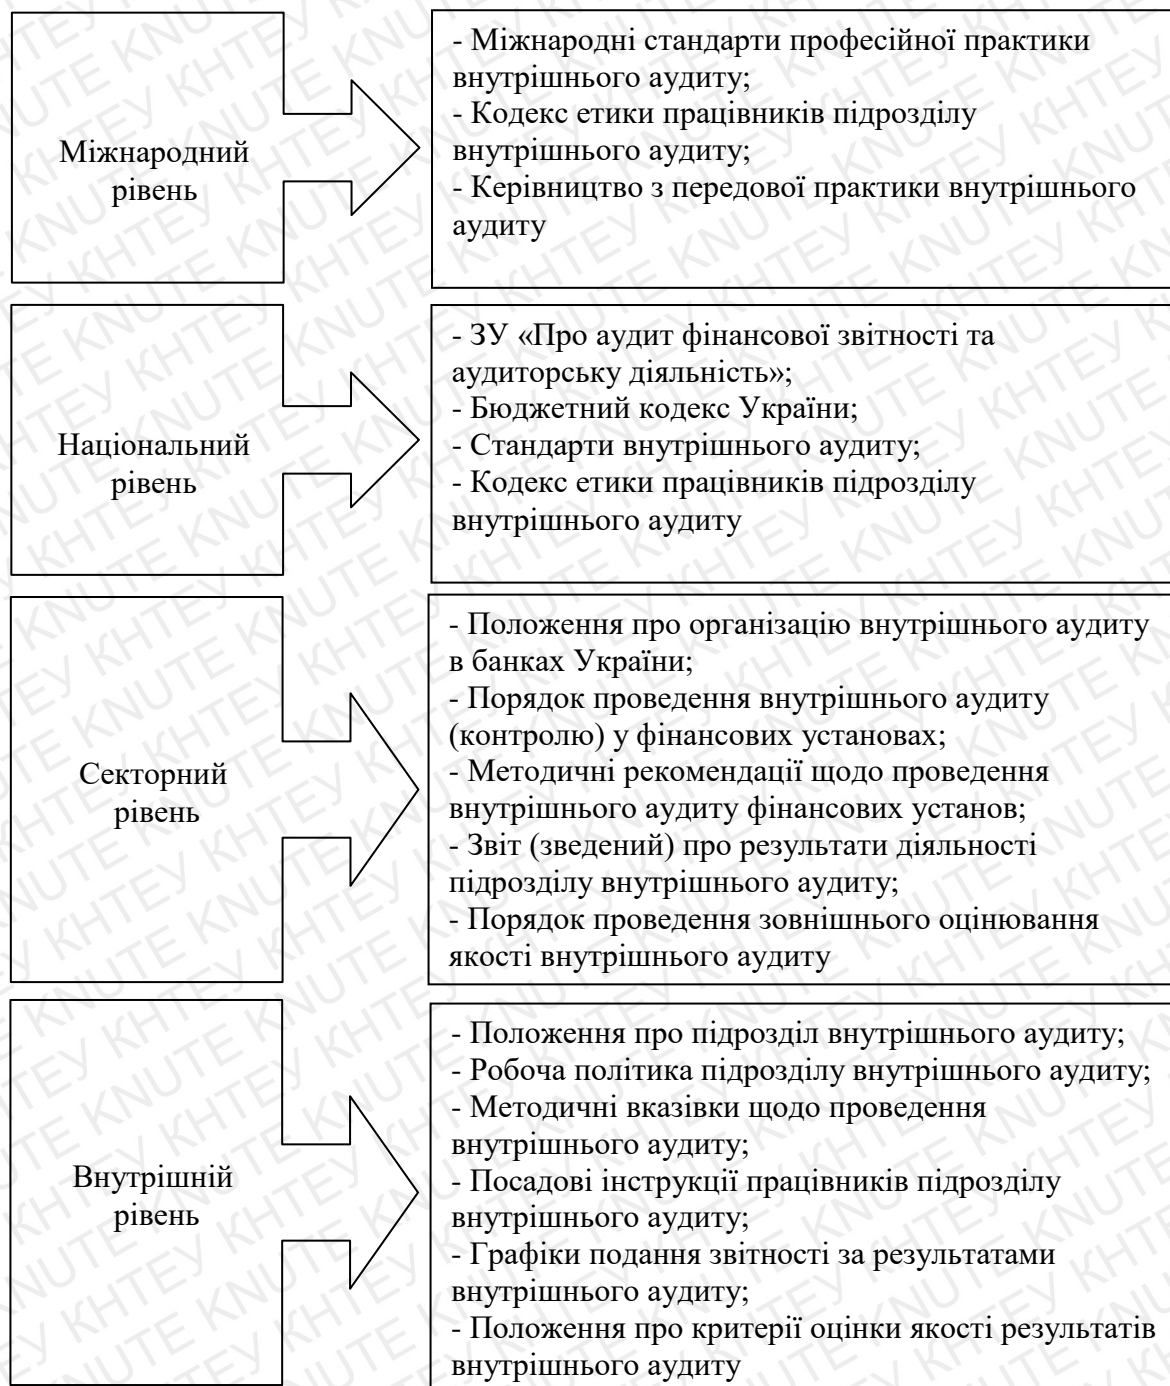 Міжнародний
рівень
- Міжнародні стандарти професійної практики
внутрішнього аудиту;
- Кодекс етики працівників підрозділу
внутрішнього аудиту;
- Керівництво з передової практики внутрішнього
аудиту
Національний
рівень
- ЗУ «Про аудит фінансової звітності та
аудиторську діяльність»;
- Бюджетний кодекс України;
- Стандарти внутрішнього аудиту;
- Кодекс етики працівників підрозділу
внутрішнього аудиту
Секторний
рівень
- Положення про організацію внутрішнього аудиту
в банках України;
- Порядок проведення внутрішнього аудиту
(контролю) у фінансових установах;
- Методичні рекомендації щодо проведення
внутрішнього аудиту фінансових установ;
- Звіт (зведений) про результати діяльності
підрозділу внутрішнього аудиту;
- Порядок проведення зовнішнього оцінювання
якості внутрішнього аудиту
Внутрішній
рівень
- Положення про підрозділ внутрішнього аудиту;
- Робоча політика підрозділу внутрішнього аудиту;
- Методичні вказівки щодо проведення
внутрішнього аудиту;
- Посадові інструкції працівників підрозділу
внутрішнього аудиту;
- Графіки подання звітності за результатами
внутрішнього аудиту;
- Положення про критерії оцінки якості результатів
внутрішнього аудиту